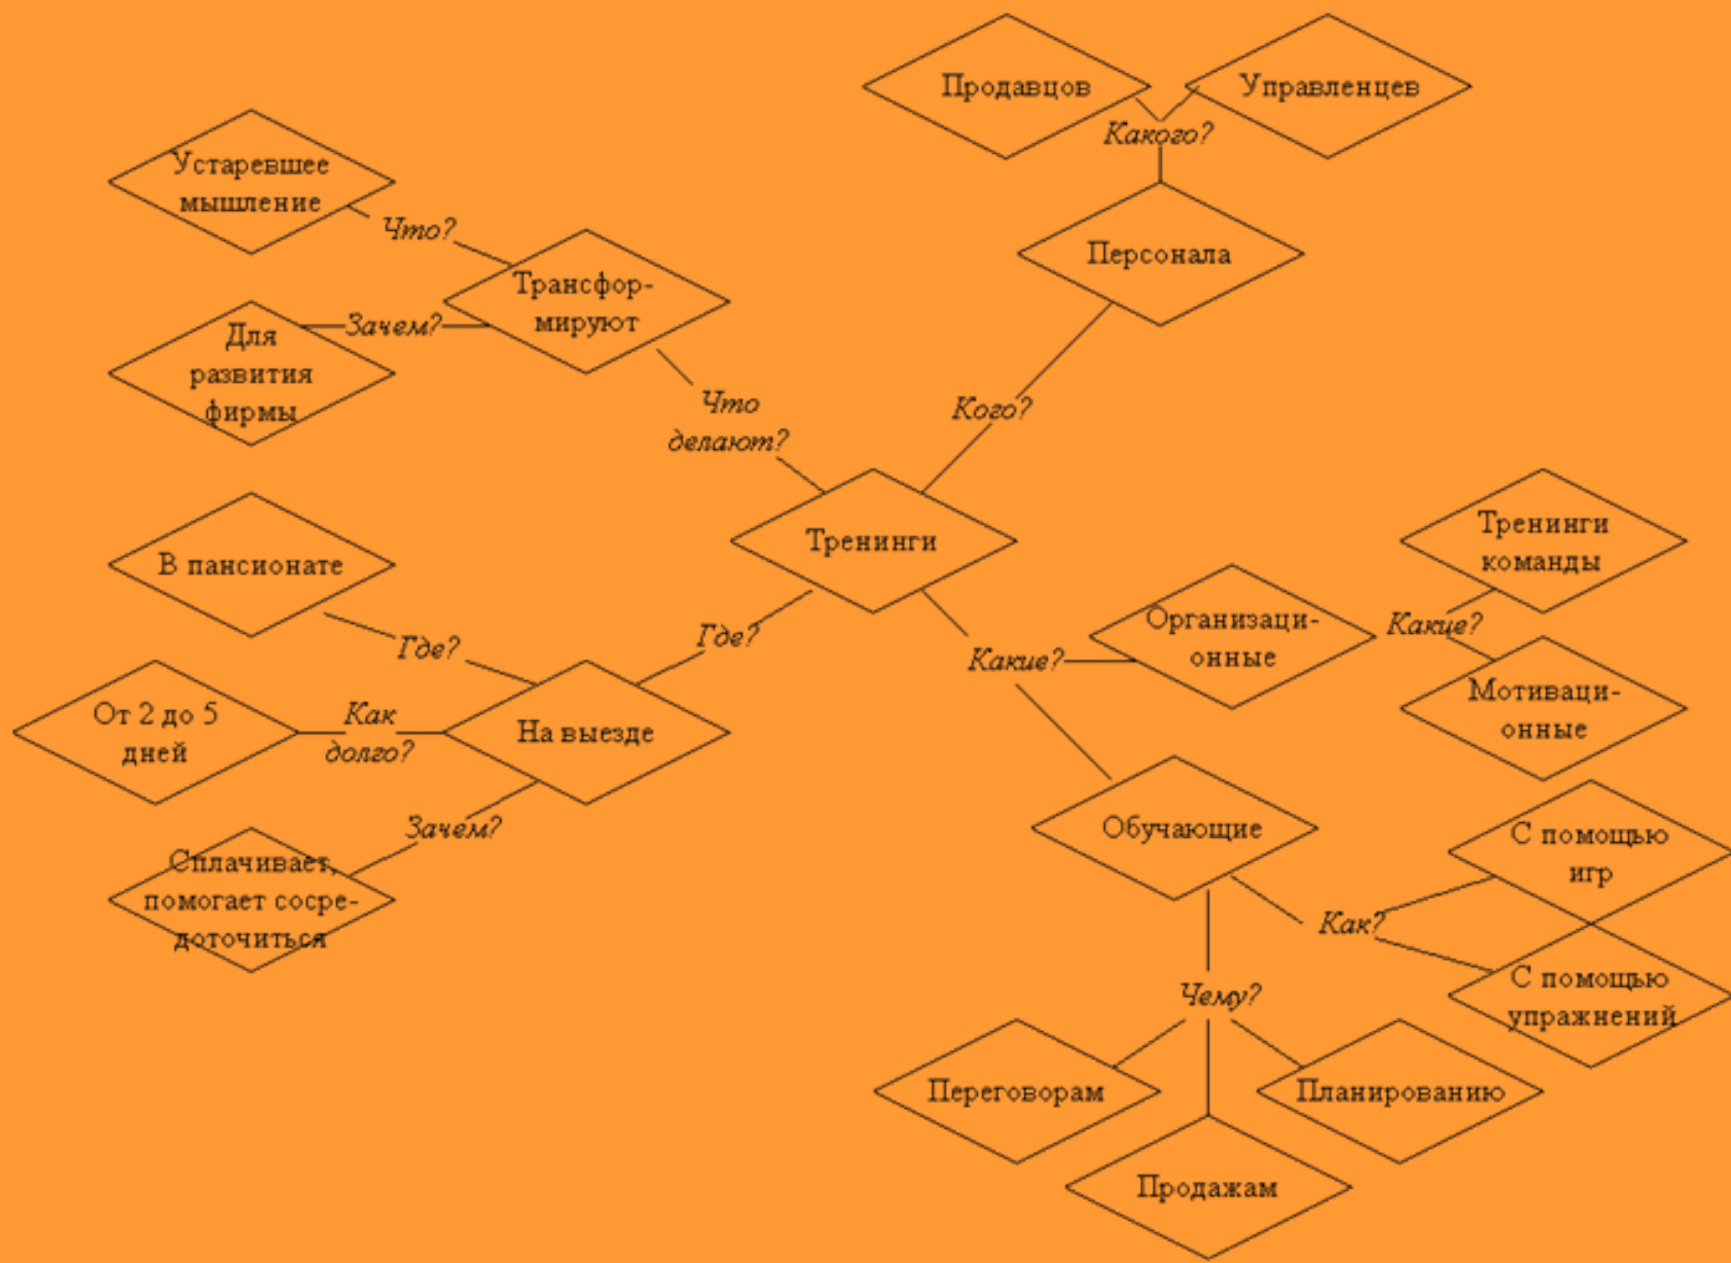 Продавцов
Управленцев
Какого?
Устаревшее
мышление
Что?
Персонала
Трансфор-
мируют
Зачем?
Для
развития
фирмы
Что
делают?
Кого?
Тренинги
Тренинги
команды
В пансионате
Где?
Где?
Организаци-
онные
Какие?
Какие?
Мотиваци-
онные
От 2 до 5
дней
Как
долго?
На выезде
Зачем?
Обучающие
С помощью
игр
Сплачивает,
помогает сосре-
доточиться
Как?
Чему?
С помощью
упражнений
Переговорам
Планированию
Продажам